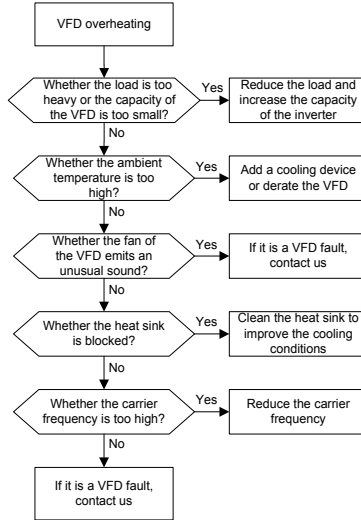 VFD overheating
Whether the load is too
heavy or the capacity of
the VFD is too small?
Yes
Reduce the load and
increase the capacity
of the inverter
No
Whether the ambient
temperature is too
high?
Yes
Add a cooling device
or derate the VFD
No
Whether the fan of
the VFD emits an
unusual sound?
Yes
If it is a VFD fault,
contact us
No
Whether the heat sink
is blocked?
Yes
Clean the heat sink to
improve the cooling
conditions
No
Whether the carrier
frequency is too high?
Yes
Reduce the carrier
frequency
No
If it is a VFD fault,
contact us